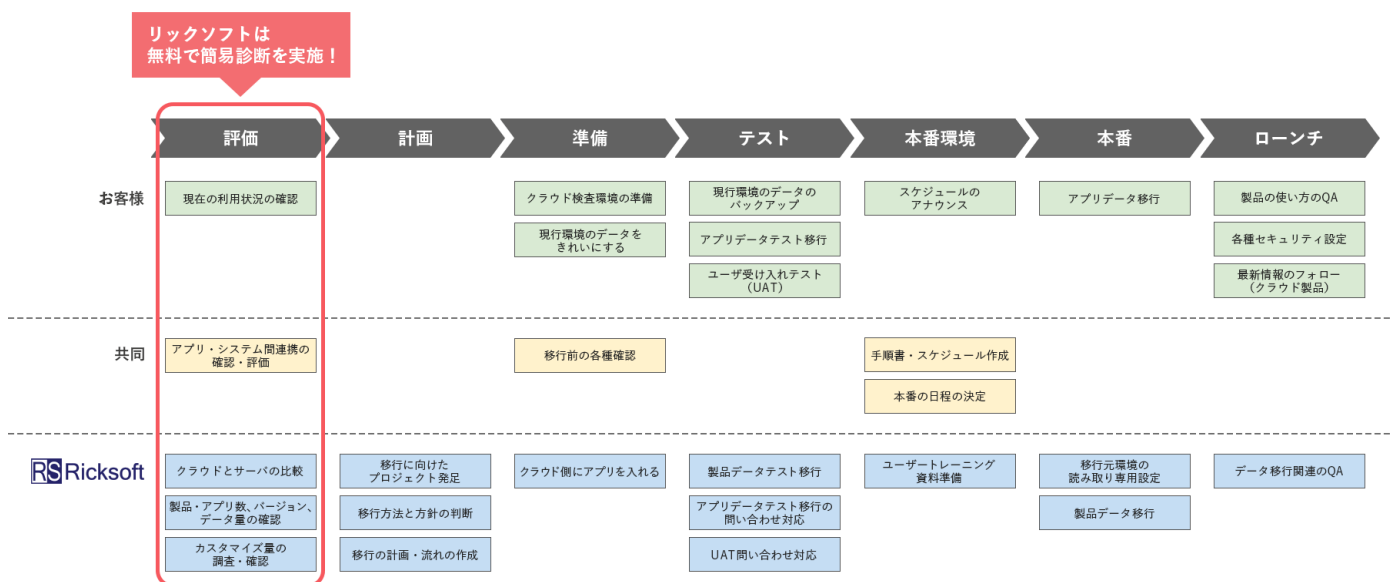 リックソフトは
無料で簡易診断を実施！
評価
計画
準備
テスト
本番環境
本番
ローンチ
お客様
現在の利用状況の確認
クラウド検査環境の準備
現行環境のデータを
きれいにする
現行環境のデータの
バックアップ
アプリデータテスト移行
ユーザ受け入れテスト
（UAT）
スケジュールの
アナウンス
アプリデータ移行
製品の使い方のQA
各種セキュリティ設定
最新情報のフォロー
（クラウド製品）
共同
アプリ・システム間連携の
確認・評価
移行前の各種確認
手順書・スケジュール作成
本番の日程の決定
RS Ricksoft
クラウドとサーバの比較
製品・アプリ数、バージョン、
データ量の確認
カスタマイズ量の
調査・確認
移行に向けた
プロジェクト発足
移行方法と方針の判断
移行の計画・流れの作成
クラウド側にアプリを入れる
製品データテスト移行
アプリデータテスト移行の
問い合わせ対応
UAT問い合わせ対応
ユーザートレーニング
資料準備
移行元環境の
読み取り専用設定
製品データ移行
データ移行関連のQA